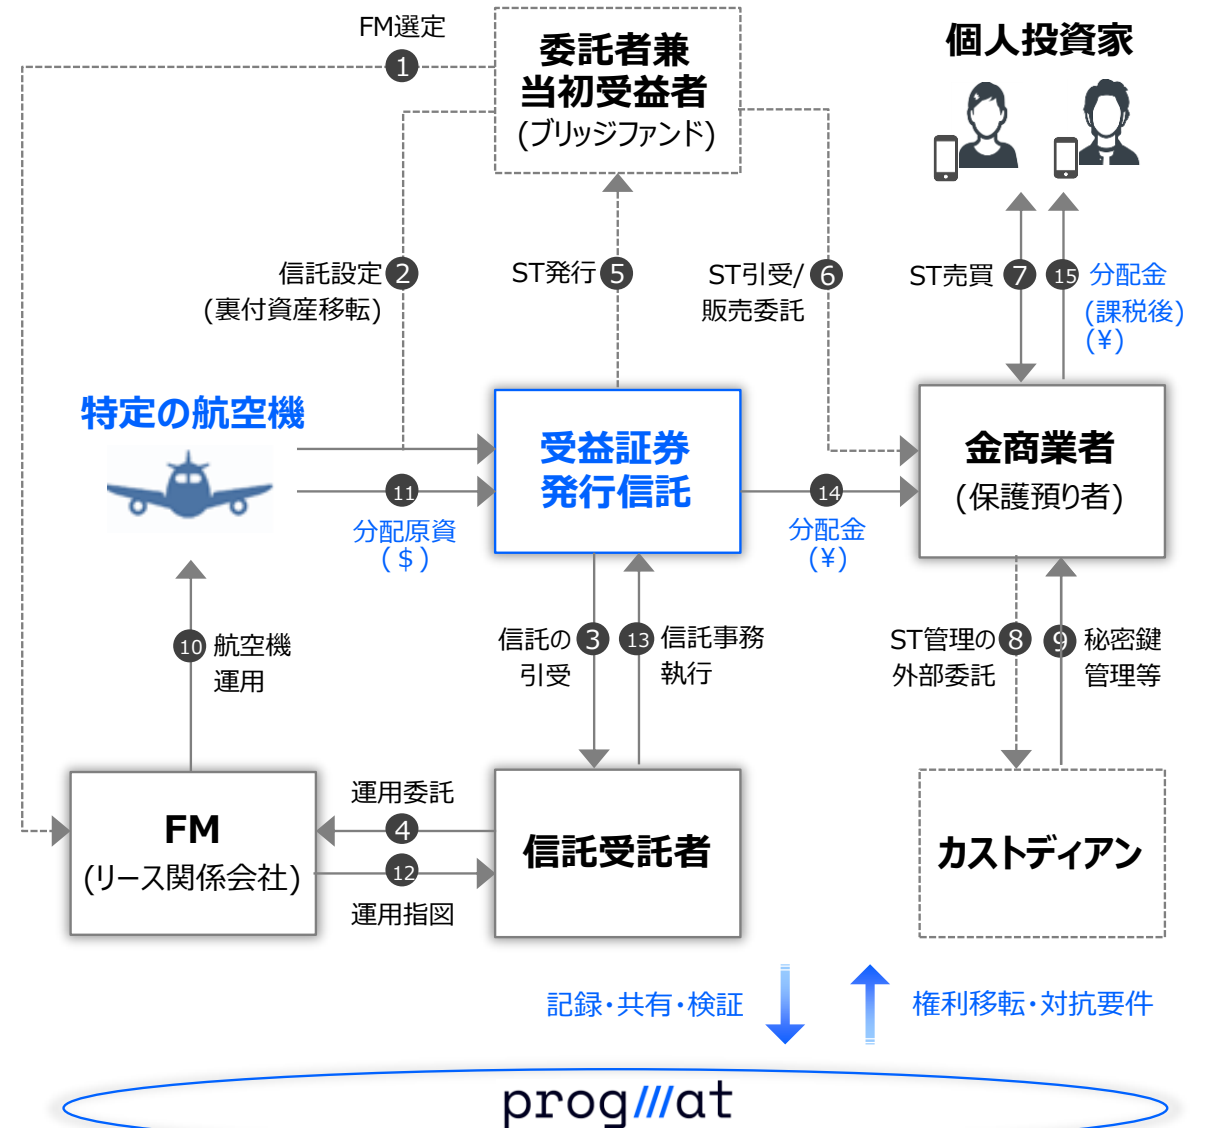 FM選定
1
委託者兼
当初受益者
(ブリッジファンド)
個人投資家
信託設定
(裏付資産移転)
2
ST発行
5
ST引受/
販売委託
6
ST売買
7
15
分配金
(課税後)
(¥)
特定の航空機
受益証券
発行信託
金商業者
(保護預り者)
11
分配原資
($)
14
分配金
(¥)
10
航空機
運用
信託の
引受
3
13
信託事務
執行
ST管理の
外部委託
8
9
秘密鍵
管理等
FM
(リース関係会社)
運用委託
4
12
運用指図
信託受託者
カストディアン
記録・共有・検証
権利移転・対抗要件
prog///at